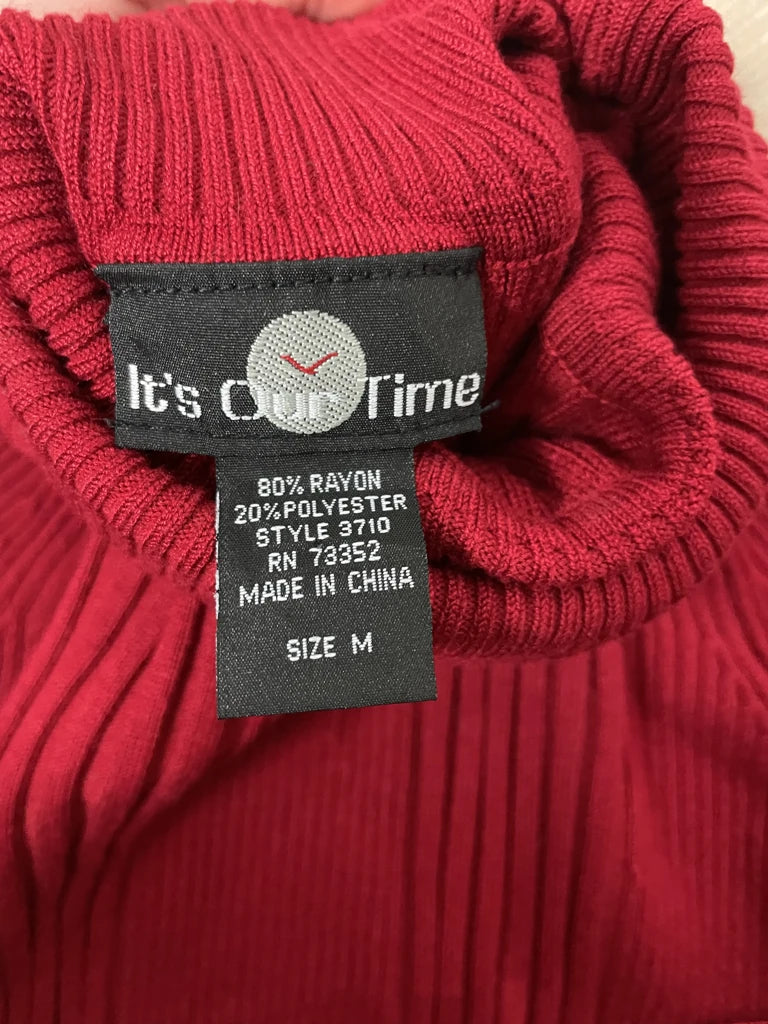 It's Our Time
80% RAYON
20%POLYESTER
STYLE 3710
RN 73352
MADE IN CHINA
SIZE M